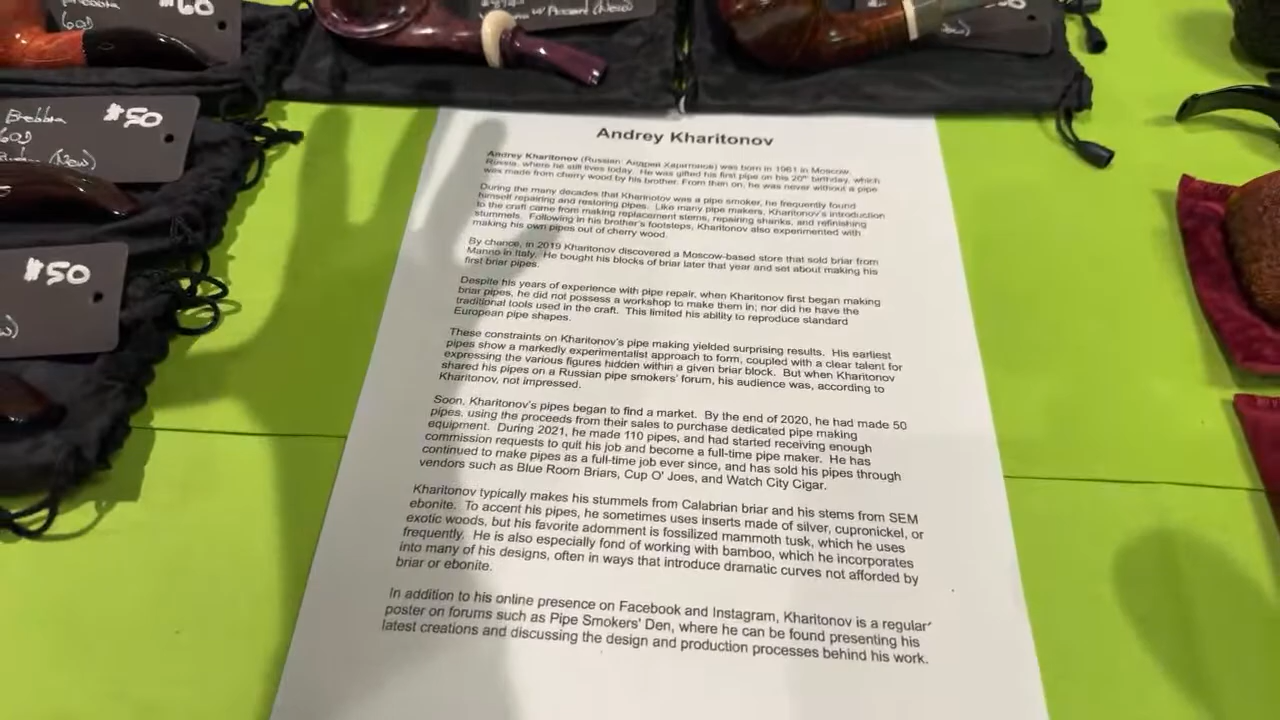 $60
w/ Accent (New)
Brebbia
$50
(New)
$50
Andrey Kharitonov
Andrey Kharitonov (Russian: Андрей Харитонов) was born in 1961 in Moscow,
Russia, where he still lives today. He was gifted his first pipe on his 20th birthday, which
was made from cherry wood by his brother. From then on, he was never without a pipe
During the many decades that Kharinotov was a pipe smoker, he frequently found
himself repairing and restoring pipes. Like many pipe makers, Kharitonov's introduction
to the craft came from making replacement stems, repairing shanks, and refinishing
stummels. Following in his brother's footsteps, Kharitonov also experimented with
making his own pipes out of cherry wood.
By chance, in 2019 Kharitonov discovered a Moscow-based store that sold briar from
Manno in Italy. He bought his blocks of briar later that year and set about making his
first briar pipes.
Despite his years of experience with pipe repair, when Kharitonov first began making
briar pipes, he did not possess a workshop to make them in; nor did he have the
traditional tools used in the craft. This limited his ability to reproduce standard
European pipe shapes.
These constraints on Kharitonov's pipe making yielded surprising results. His earliest
pipes show a markedly experimentalist approach to form, coupled with a clear talent for
expressing the various figures hidden within a given briar block. But when Kharitonov
shared his pipes on a Russian pipe smokers' forum, his audience was, according to
Kharitonov, not impressed.
Soon, Kharitonov's pipes began to find a market. By the end of 2020, he had made 50
pipes, using the proceeds from their sales to purchase dedicated pipe making
equipment. During 2021, he made 110 pipes, and had started receiving enough
commission requests to quit his job and become a full-time pipe maker. He has
continued to make pipes as a full-time job ever since, and has sold his pipes through
vendors such as Blue Room Briars, Cup O' Joes, and Watch City Cigar.
Kharitonov typically makes his stummels from Calabrian briar and his stems from SEM
ebonite. To accent his pipes, he sometimes uses inserts made of silver, cupronickel, or
exotic woods, but his favorite adornment is fossilized mammoth tusk, which he uses
frequently. He is also especially fond of working with bamboo, which he incorporates
into many of his designs, often in ways that introduce dramatic curves not afforded by
briar or ebonite.
In addition to his online presence on Facebook and Instagram, Kharitonov is a regular
poster on forums such as Pipe Smokers' Den, where he can be found presenting his
latest creations and discussing the design and production processes behind his work.